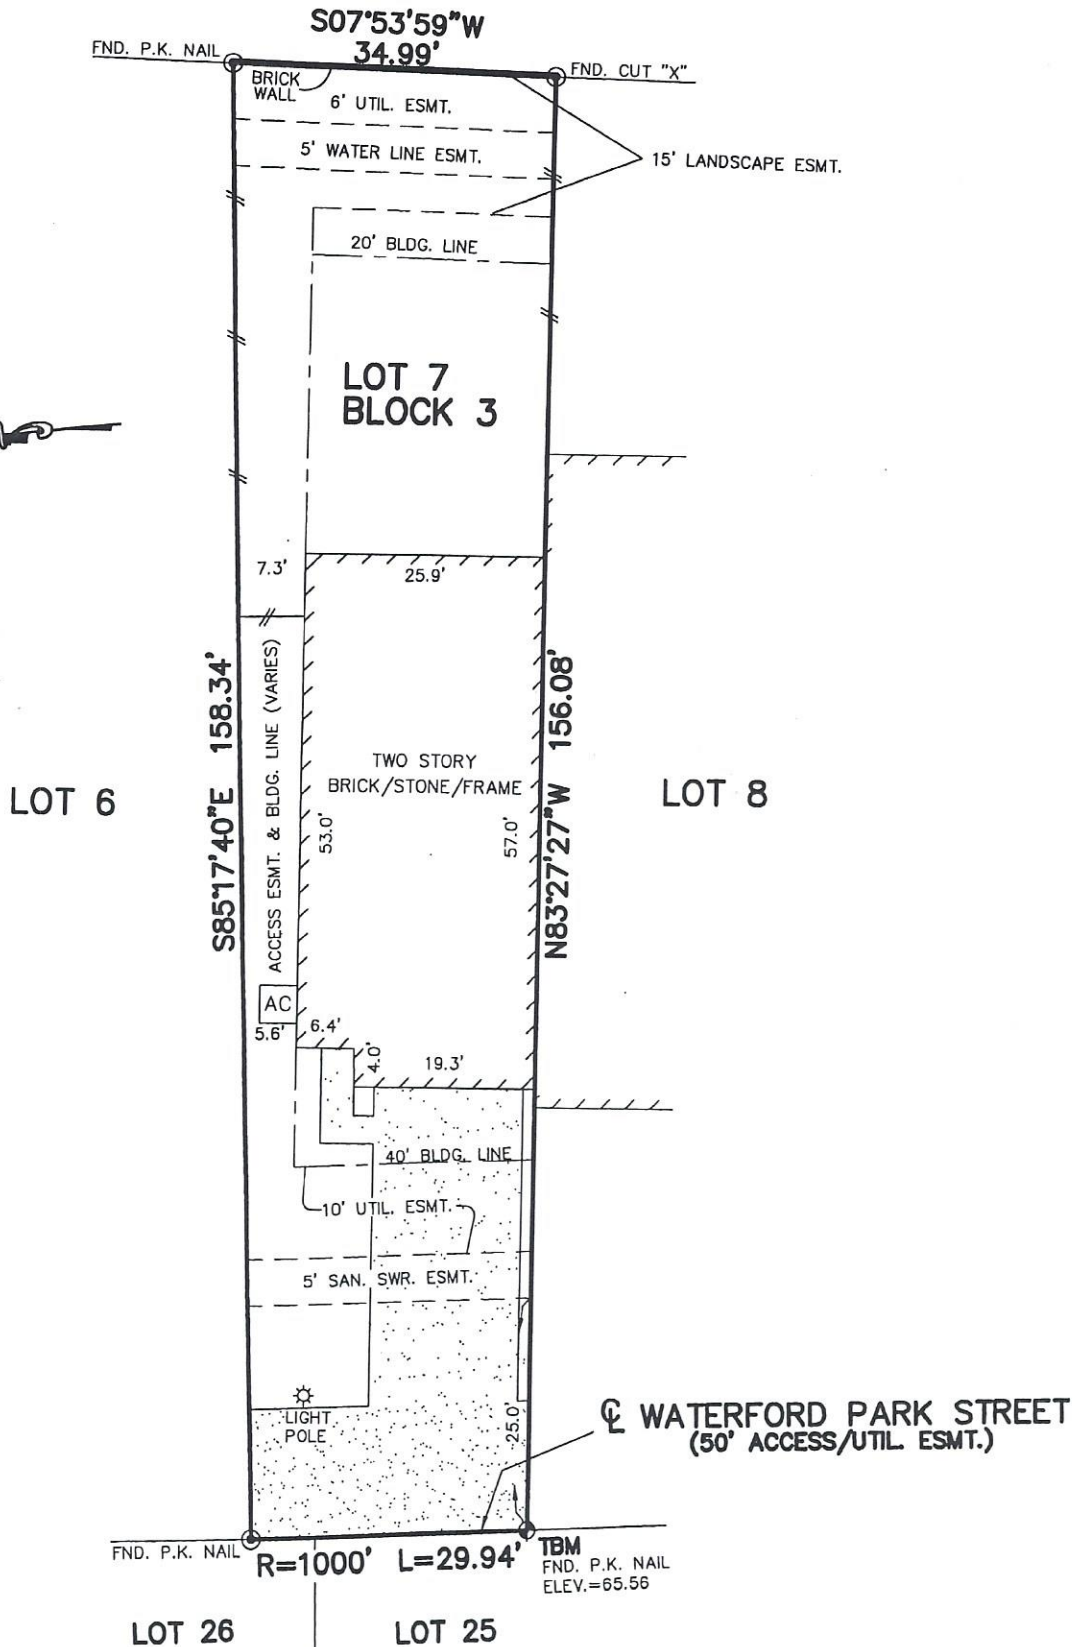 S07°53'59"W
34.99'
FND. P.K. NAIL
FND. CUT "X"
BRICK
WALL
6' UTIL. ESMT.
5' WATER LINE ESMT.
15' LANDSCAPE ESMT.
20' BLDG. LINE
LOT 7
BLOCK 3
7.3'
25.9'
S85°17'40"E 158.34'
ACCESS ESMT. & BLDG. LINE (VARIES)
TWO STORY
BRICK/STONE/FRAME
53.0'
57.0'
N83°27'27"W 156.08'
LOT 6
LOT 8
AC
5.6'
6.4'
4.0'
19.3'
40' BLDG. LINE
10' UTIL. ESMT.
5' SAN. SWR. ESMT.
LIGHT
POLE
25.0'
℄ WATERFORD PARK STREET
(50' ACCESS/UTIL. ESMT.)
FND. P.K. NAIL
R=1000' L=29.94'
TBM
FND. P.K. NAIL
ELEV.=65.56
LOT 26
LOT 25